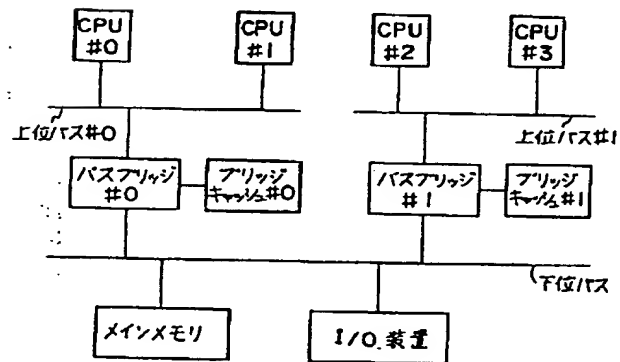 CPU
#0
CPU
#1
CPU
#2
CPU
#3
上位バス#0
上位バス#1
バスブリッジ
#0
ブリッジ
キャッシュ#0
バスブリッジ
#1
ブリッジ
キャッシュ#1
下位バス
メインメモリ
I/O装置